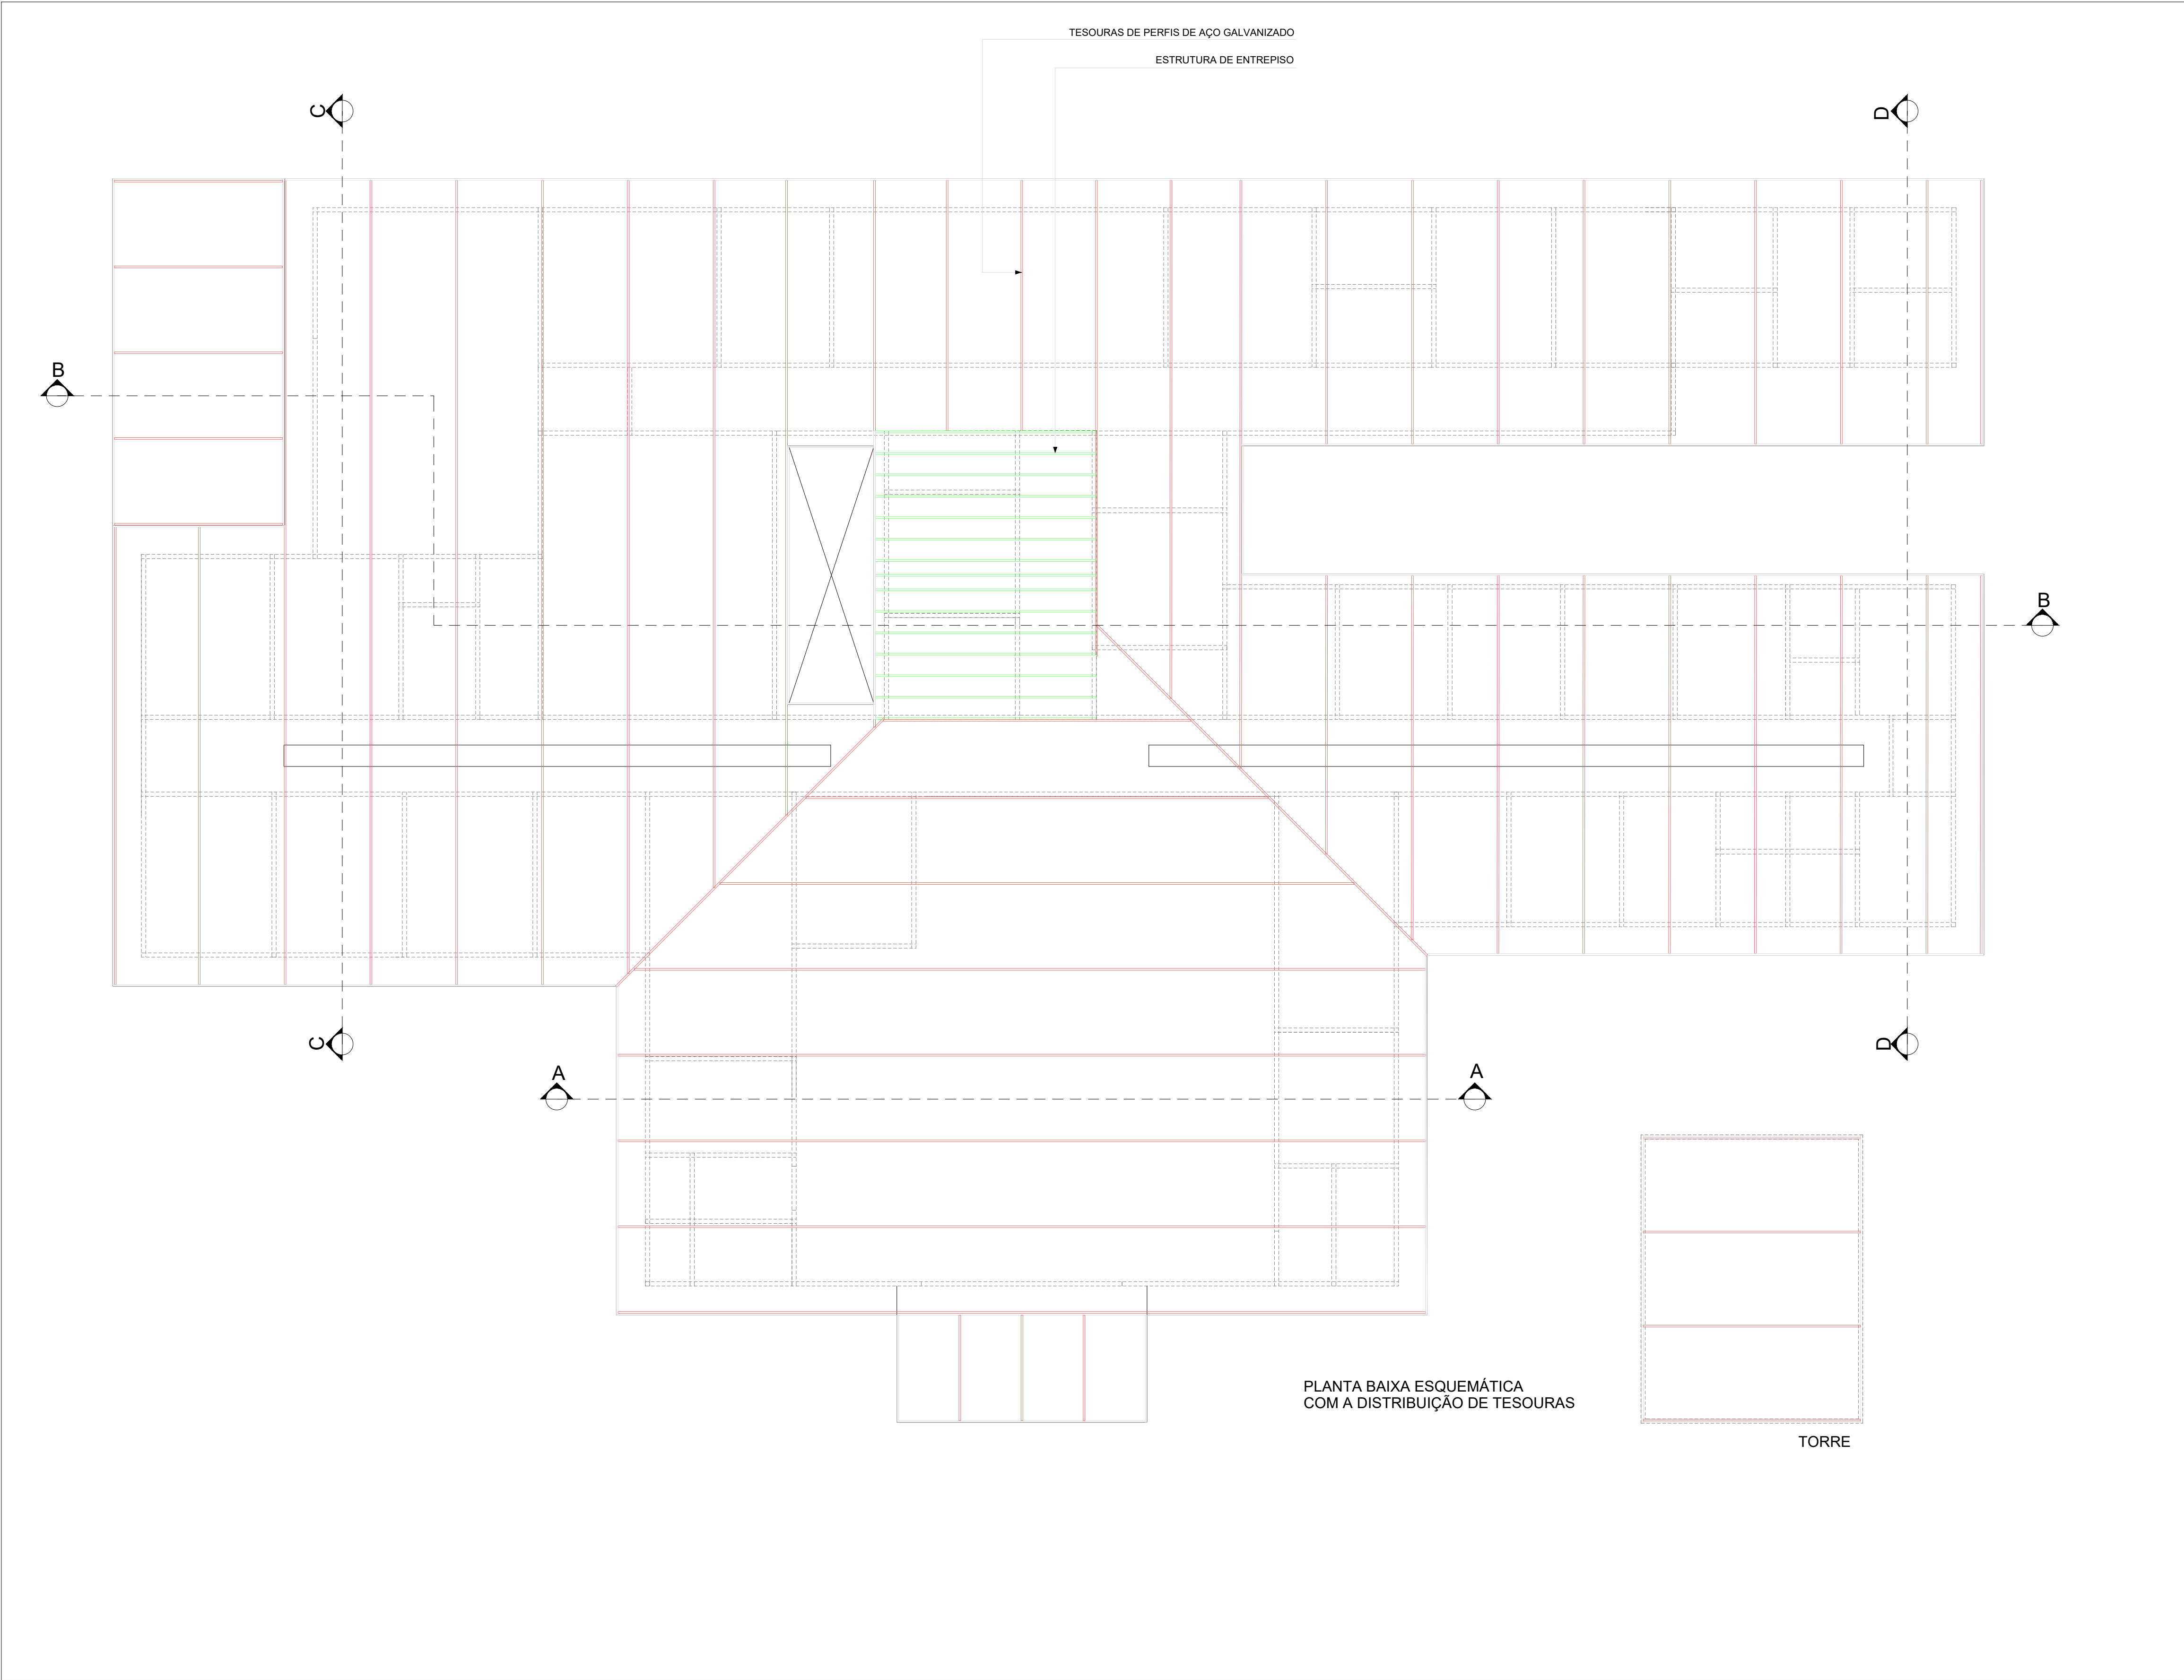 TESOURAS DE PERFIS DE AÇO GALVANIZADO
ESTRUTURA DE ENTREPISO
C
D
B
B
C
D
A
A
PLANTA BAIXA ESQUEMÁTICA
COM A DISTRIBUIÇÃO DE TESOURAS
TORRE